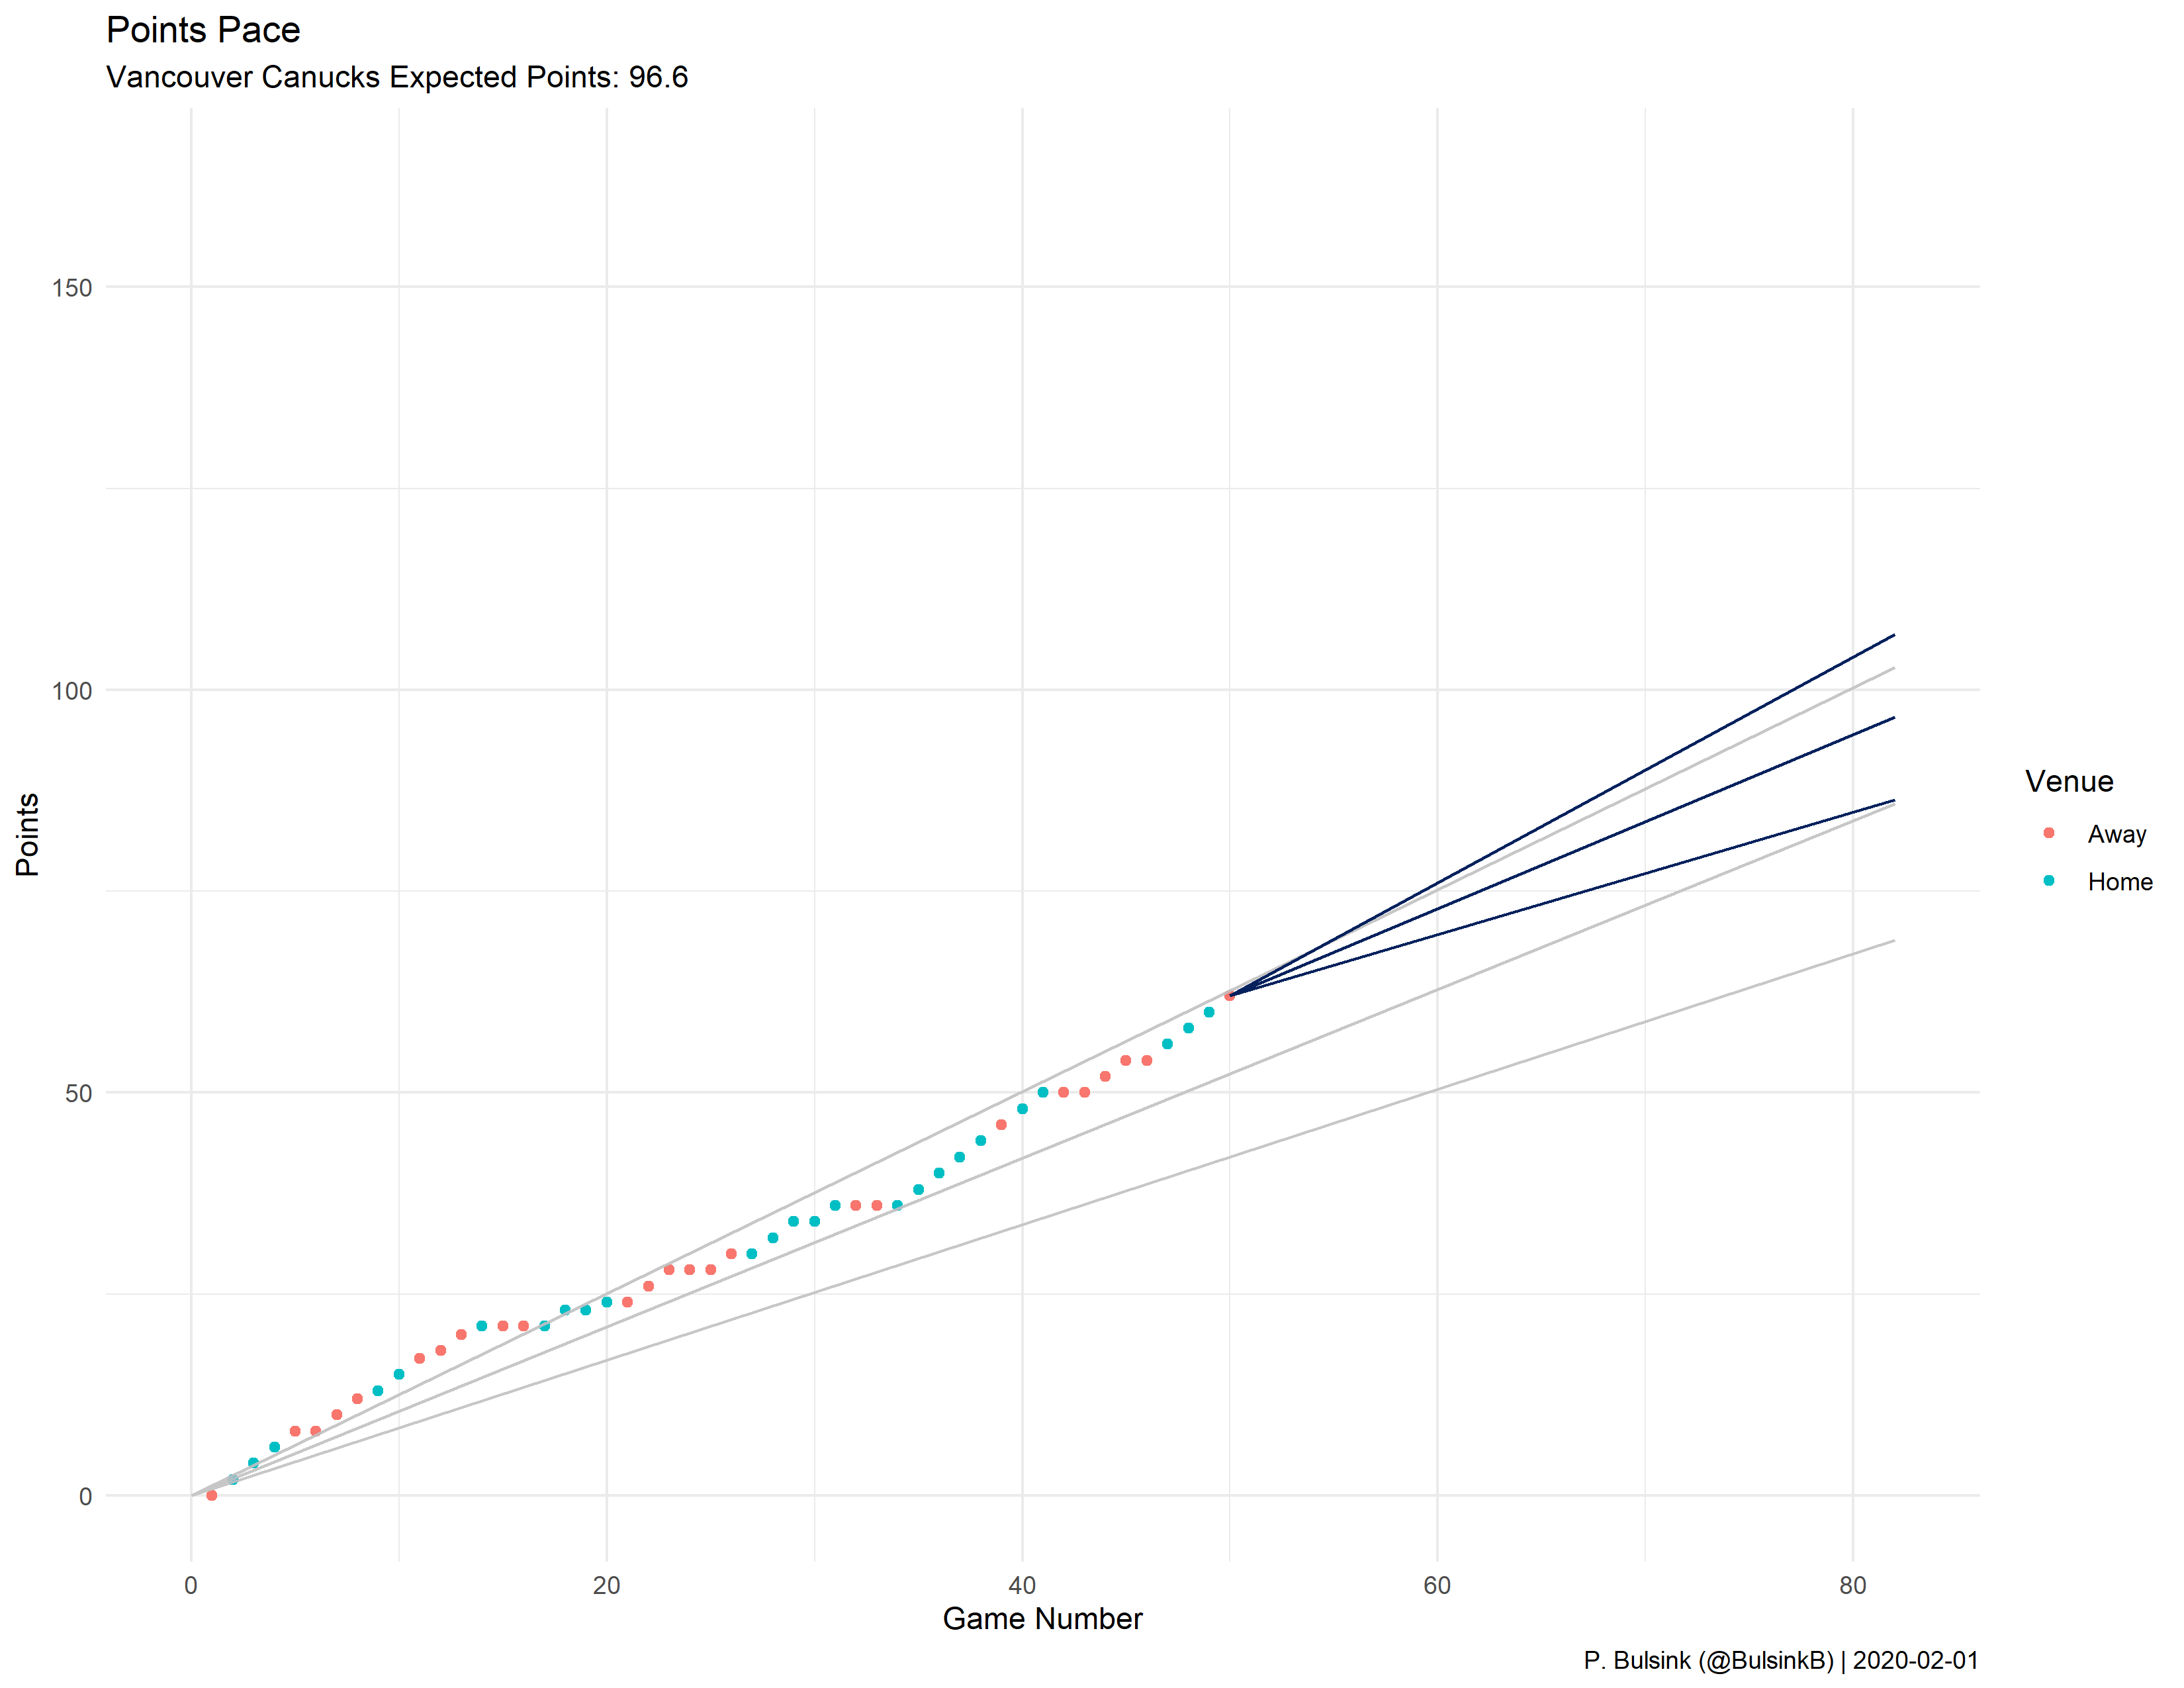 Points Pace
Vancouver Canucks Expected Points: 96.6
150
100
50
0
Points
0 20 40 60 80
Game Number
Venue
Away
Home
P. Bulsink (@BulsinkB) | 2020-02-01